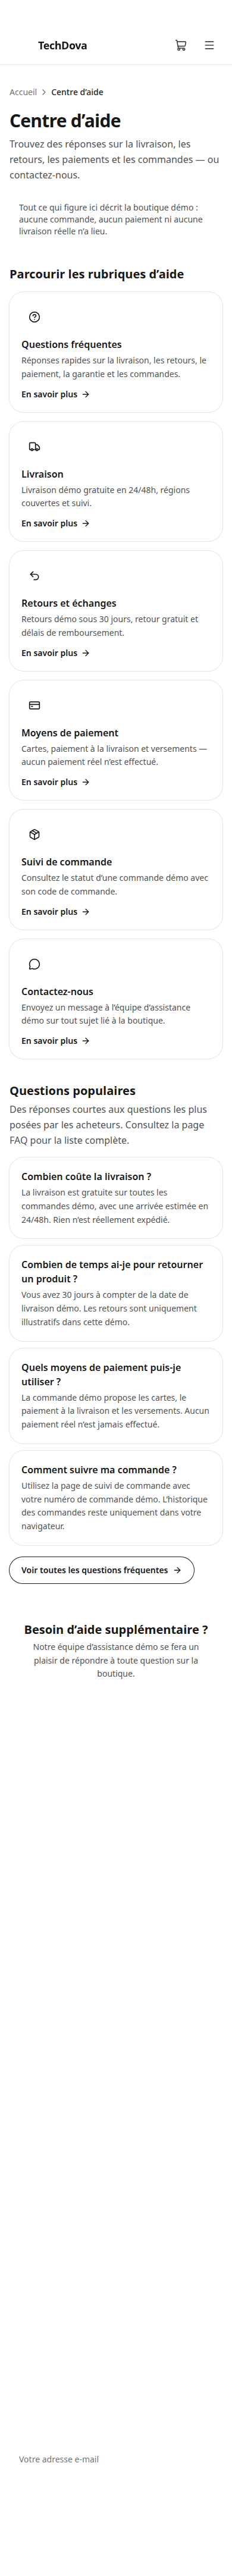 TechDova
Accueil > Centre d’aide
Centre d’aide
Trouvez des réponses sur la livraison, les
retours, les paiements et les commandes — ou
contactez-nous.
Tout ce qui figure ici décrit la boutique démo :
aucune commande, aucun paiement ni aucune
livraison réelle n’a lieu.
Parcourir les rubriques d’aide
Questions fréquentes
Réponses rapides sur la livraison, les retours, le
paiement, la garantie et les commandes.
En savoir plus →
Livraison
Livraison démo gratuite en 24/48h, régions
couvertes et suivi.
En savoir plus →
Retours et échanges
Retours démo sous 30 jours, retour gratuit et
délais de remboursement.
En savoir plus →
Moyens de paiement
Cartes, paiement à la livraison et versements —
aucun paiement réel n’est effectué.
En savoir plus →
Suivi de commande
Consultez le statut d’une commande démo avec
son code de commande.
En savoir plus →
Contactez-nous
Envoyez un message à l’équipe d’assistance
démo sur tout sujet lié à la boutique.
En savoir plus →
Questions populaires
Des réponses courtes aux questions les plus
posées par les acheteurs. Consultez la page
FAQ pour la liste complète.
Combien coûte la livraison ?
La livraison est gratuite sur toutes les
commandes démo, avec une arrivée estimée en
24/48h. Rien n’est réellement expédié.
Combien de temps ai-je pour retourner
un produit ?
Vous avez 30 jours à compter de la date de
livraison démo. Les retours sont uniquement
illustratifs dans cette démo.
Quels moyens de paiement puis-je
utiliser ?
La commande démo propose les cartes, le
paiement à la livraison et les versements. Aucun
paiement réel n’est jamais effectué.
Comment suivre ma commande ?
Utilisez la page de suivi de commande avec
votre numéro de commande démo. L’historique
des commandes reste uniquement dans votre
navigateur.
Voir toutes les questions fréquentes →
Besoin d’aide supplémentaire ?
Notre équipe d’assistance démo se fera un
plaisir de répondre à toute question sur la
boutique.
Votre adresse e-mail